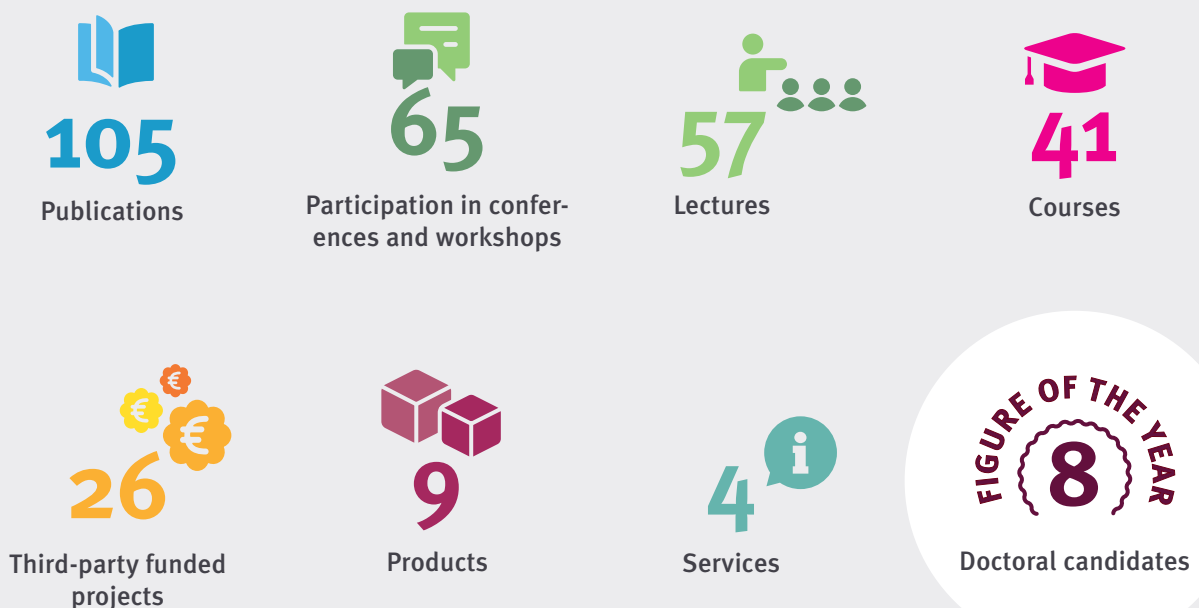 105
Publications
65
Participation in confer-
ences and workshops
57
Lectures
41
Courses
26
Third-party funded
projects
9
Products
4
Services
FIGURE OF THE YEAR
8
Doctoral candidates